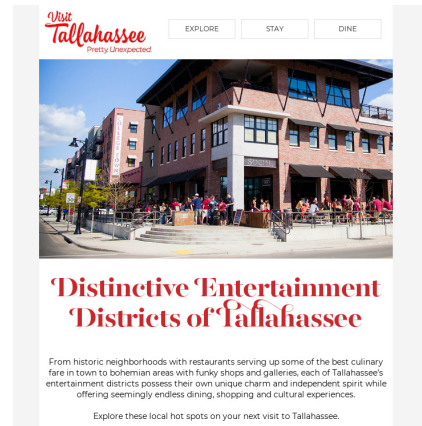 Visit
Tallahassee
Pretty. Unexpected.
EXPLORE
STAY
DINE
COLLEGETOWN
Distinctive Entertainment
Districts of Tallahassee
From historic neighborhoods with restaurants serving up some of the best culinary
fare in town to bohemian areas with funky shops and galleries, each of Tallahassee's
entertainment districts possess their own unique charm and independent spirit while
offering seemingly endless dining, shopping and cultural experiences.
Explore these local hot spots on your next visit to Tallahassee.